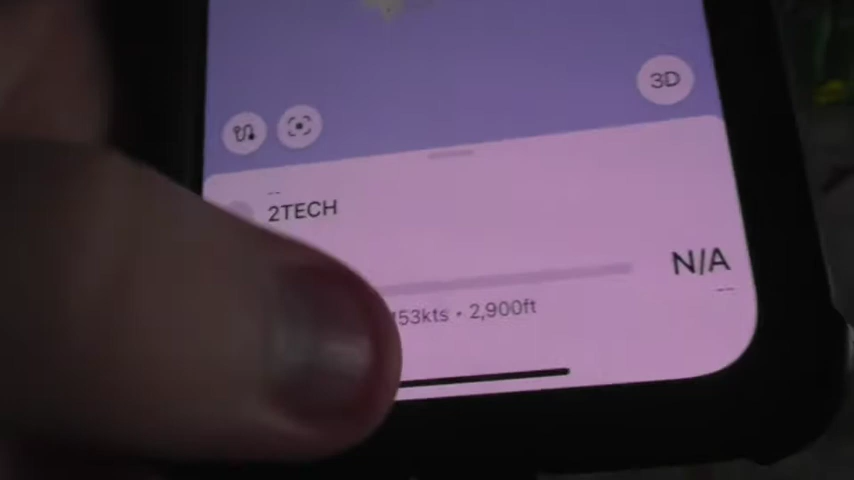 3D
--
2TECH
N/A
--
53kts • 2,900ft